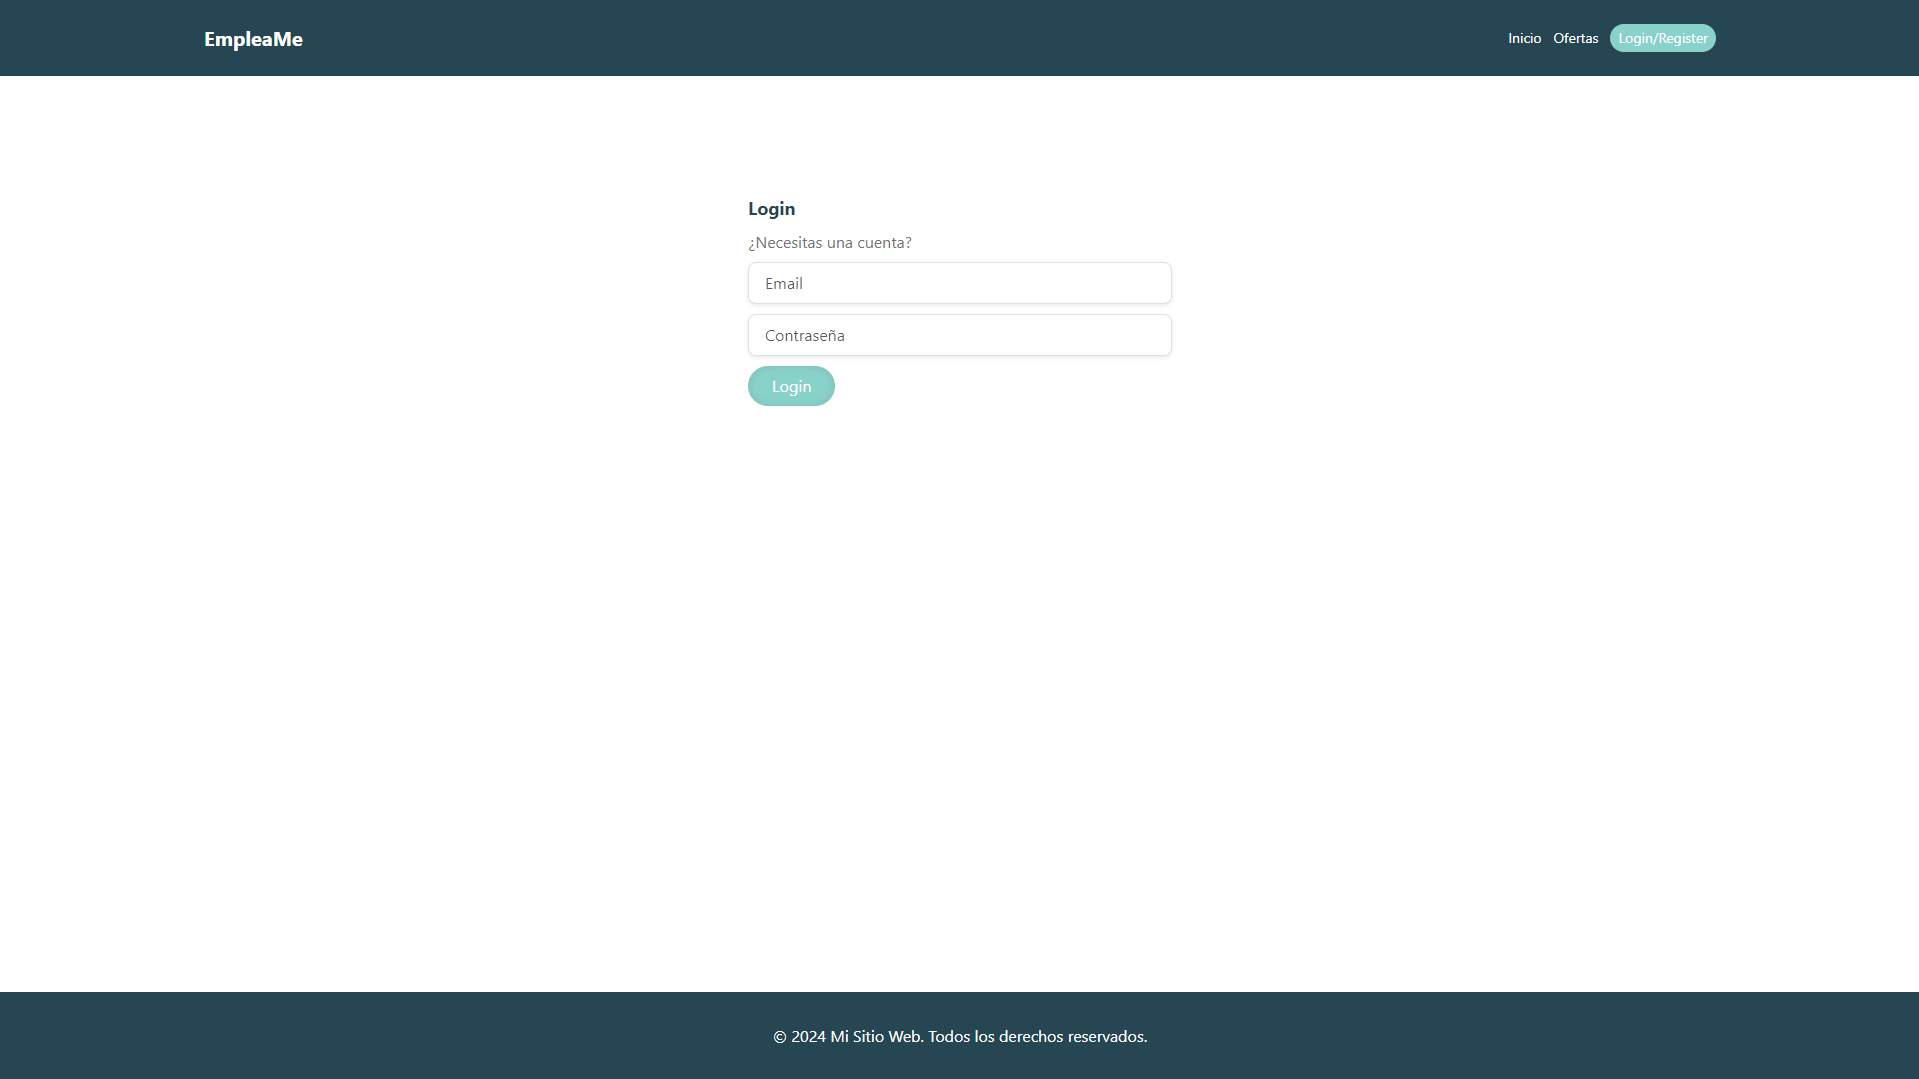 EmpleaMe
Inicio Ofertas Login/Register
Login
¿Necesitas una cuenta?
Email
Contraseña
Login
© 2024 Mi Sitio Web. Todos los derechos reservados.